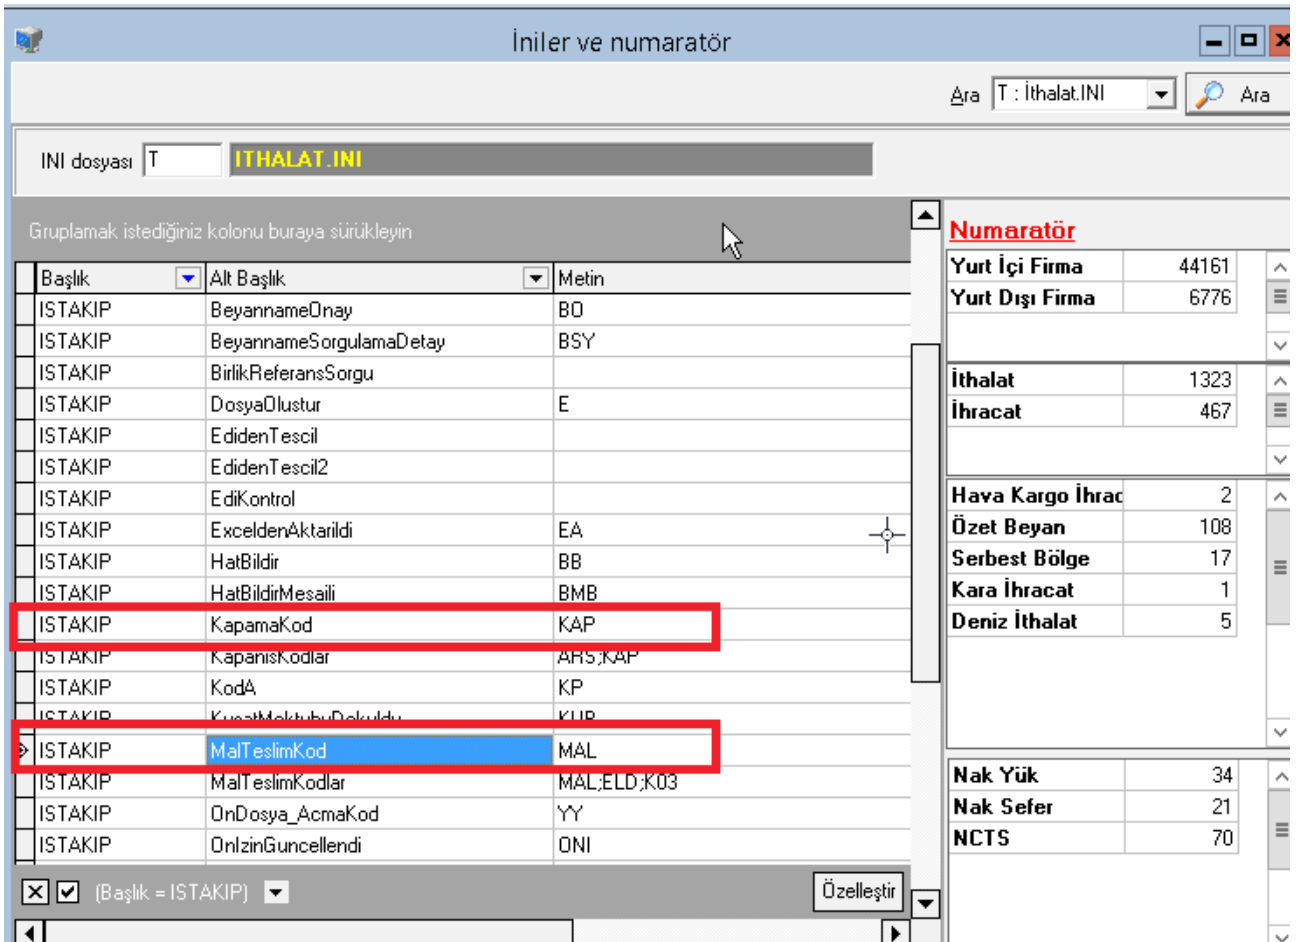 İniler ve numaratör
Ara T : İthalat.INI Ara
INI dosyası T ITHALAT.INI
Gruplamak istediğiniz kolonu buraya sürükleyin
Başlık Alt Başlık Metin
ISTAKIP BeyannameOnay BO
ISTAKIP BeyannameSorgulamaDetay BSY
ISTAKIP BirlikReferansSorgu
ISTAKIP DosyaOlustur E
ISTAKIP EdidenTescil
ISTAKIP EdidenTescil2
ISTAKIP EdiKontrol
ISTAKIP ExceldenAktarildi EA
ISTAKIP HatBildir BB
ISTAKIP HatBildirMesaili BMB
ISTAKIP KapamaKod KAP
ISTAKIP KapanisKodlar ARS;KAP
ISTAKIP KodA KP
ISTAKIP
ISTAKIP MalTeslimKod MAL
ISTAKIP MalTeslimKodlar MAL;ELD;K03
ISTAKIP OnDosya_AcmaKod YY
ISTAKIP OnIzinGuncellendi ONI
(Başlık = ISTAKIP) Özelleştir
Numaratör
Yurt İçi Firma 44161
Yurt Dışı Firma 6776
İthalat 1323
İhracat 467
Hava Kargo İhrac 2
Özet Beyan 108
Serbest Bölge 17
Kara İhracat 1
Deniz İthalat 5
Nak Yük 34
Nak Sefer 21
NCTS 70